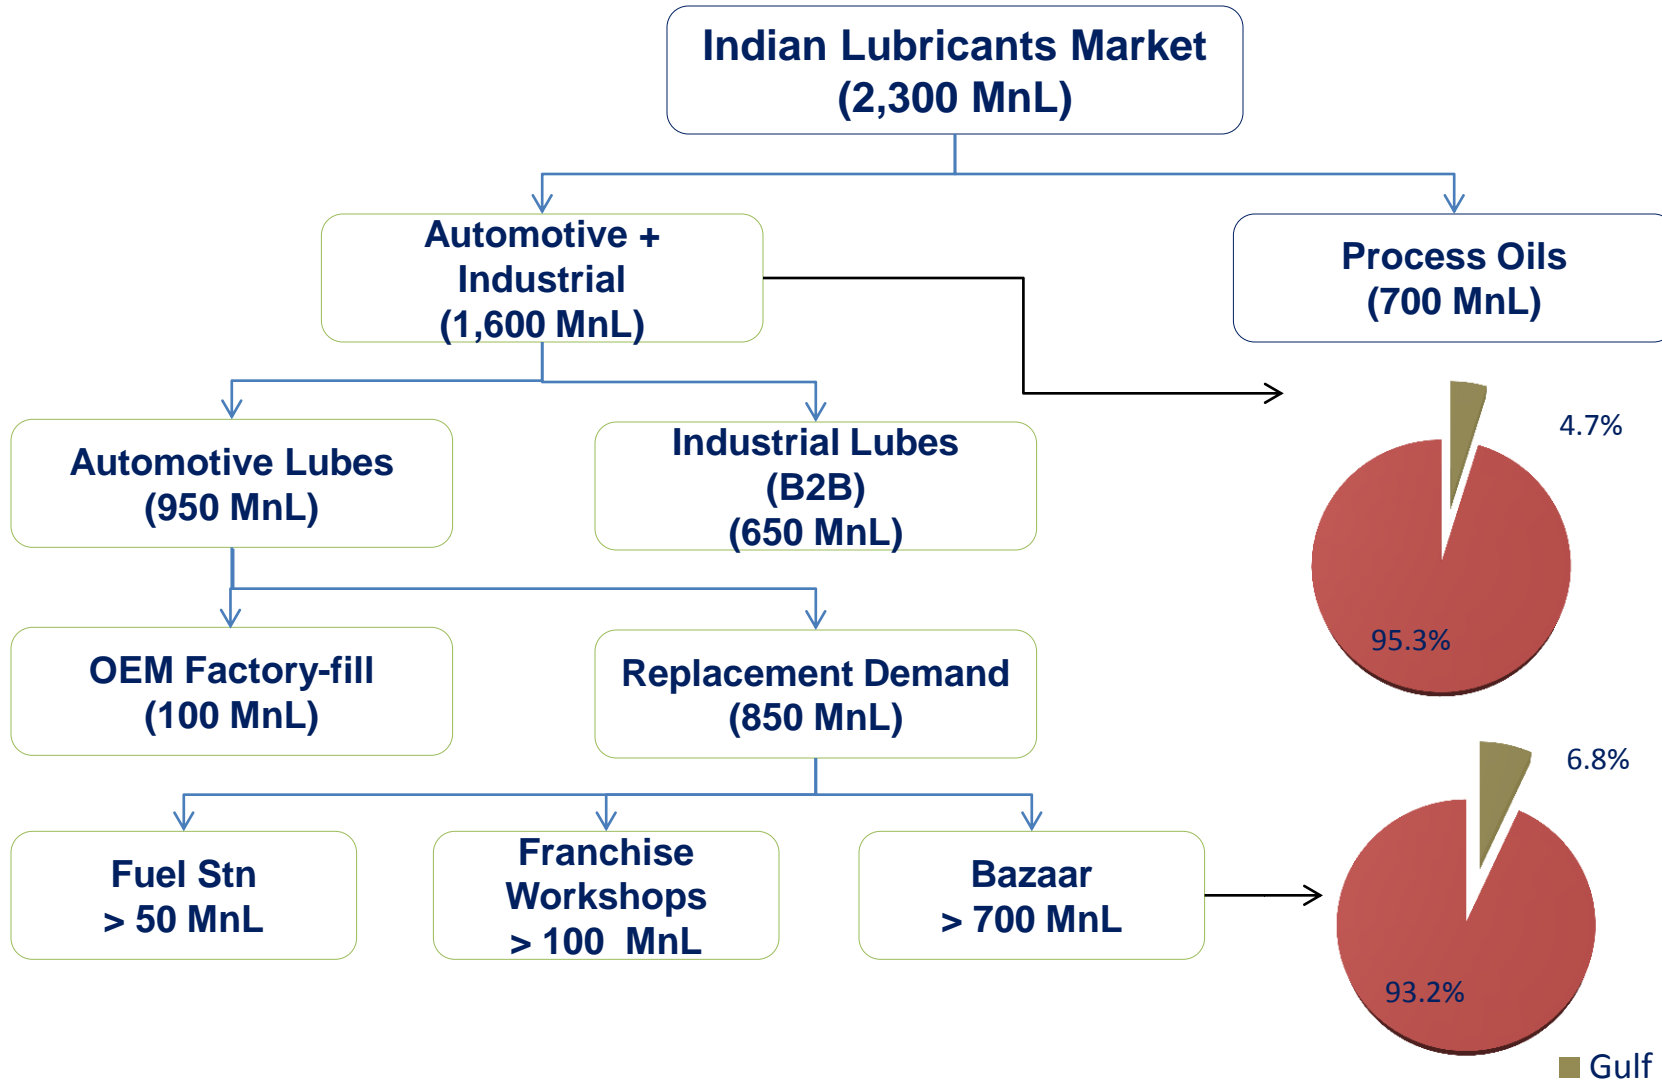 Indian Lubricants Market
(2,300 MnL)
Automotive +
Industrial
(1,600 MnL)
Process Oils
(700 MnL)
Automotive Lubes
(950 MnL)
Industrial Lubes
(B2B)
(650 MnL)
4.7%
95.3%
OEM Factory-fill
(100 MnL)
Replacement Demand
(850 MnL)
Fuel Stn
> 50 MnL
Franchise
Workshops
> 100 MnL
Bazaar
> 700 MnL
6.8%
93.2%
Gulf